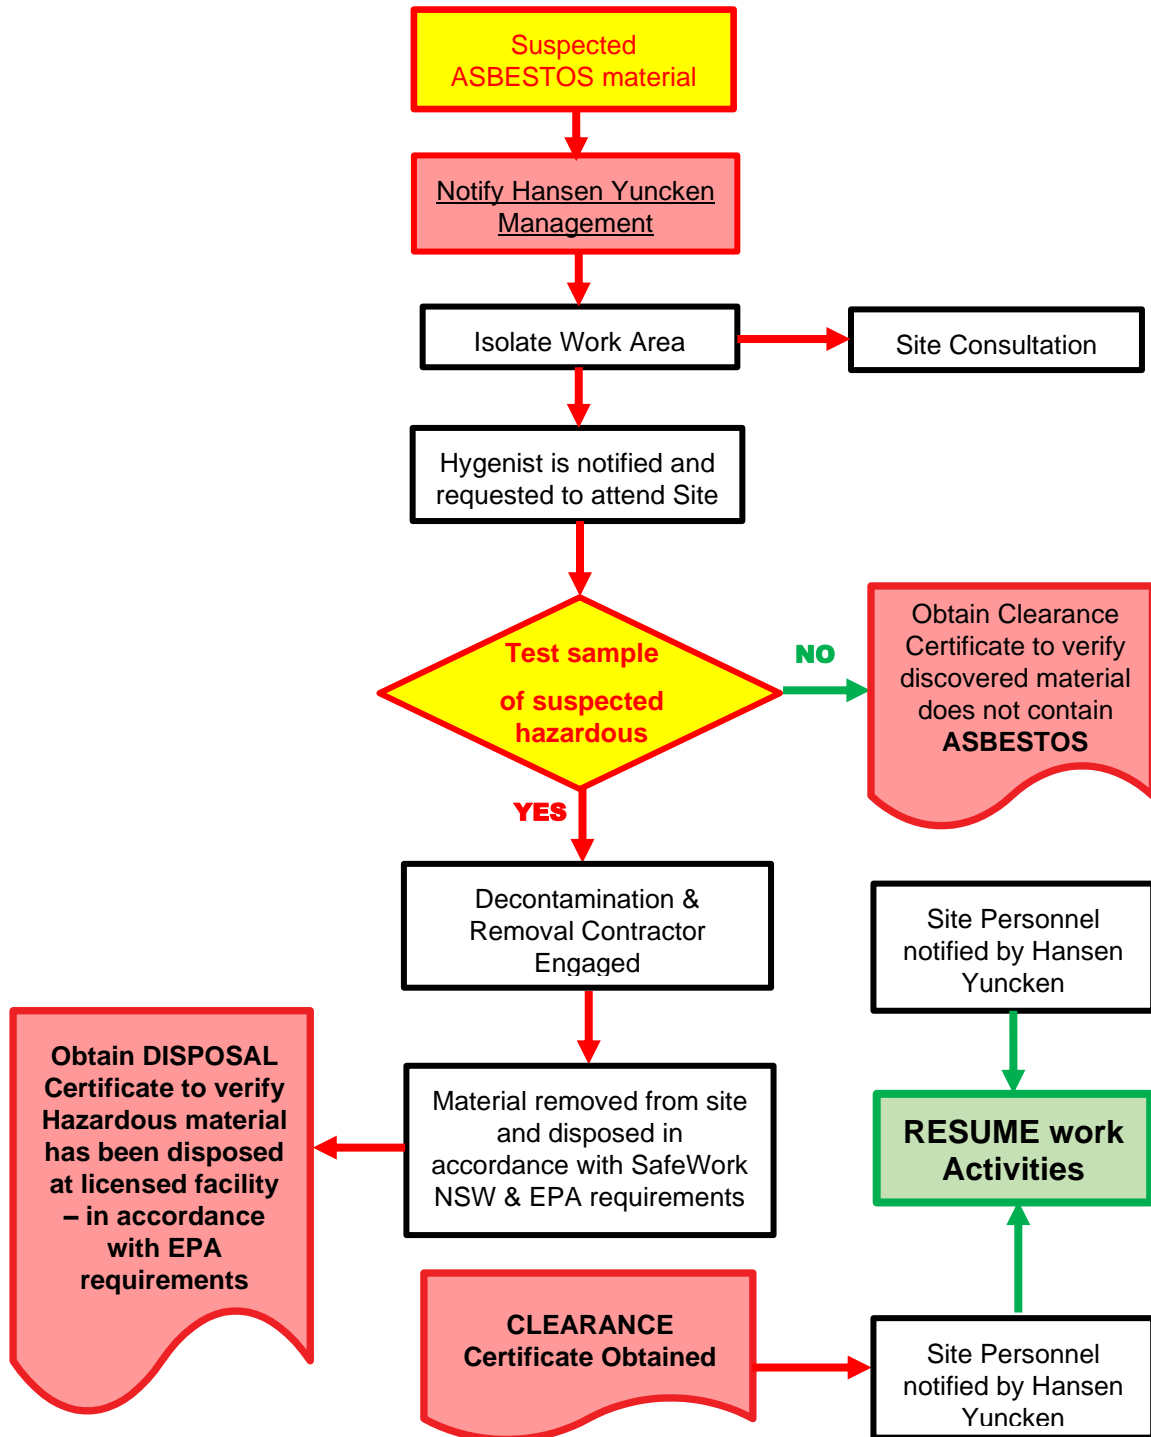 Suspected
ASBESTOS material
Notify Hansen Yuncken
Management
Isolate Work Area
Site Consultation
Hygenist is notified and
requested to attend Site
Test sample
of suspected
hazardous
NO
Obtain Clearance
Certificate to verify
discovered material
does not contain
ASBESTOS
YES
Decontamination &
Removal Contractor
Engaged
Site Personnel
notified by Hansen
Yuncken
Obtain DISPOSAL
Certificate to verify
Hazardous material
has been disposed
at licensed facility
– in accordance
with EPA
requirements
Material removed from site
and disposed in
accordance with SafeWork
NSW & EPA requirements
RESUME work
Activities
CLEARANCE
Certificate Obtained
Site Personnel
notified by Hansen
Yuncken